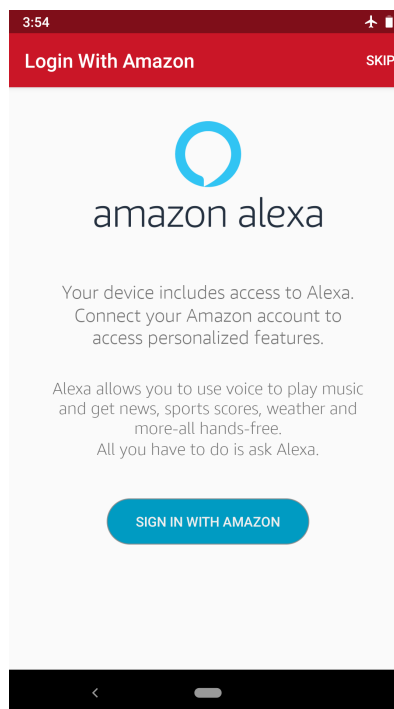 3:54
Login With Amazon
SKIP
amazon alexa
Your device includes access to Alexa.
Connect your Amazon account to
access personalized features.
Alexa allows you to use voice to play music
and get news, sports scores, weather and
more-all hands-free.
All you have to do is ask Alexa.
SIGN IN WITH AMAZON